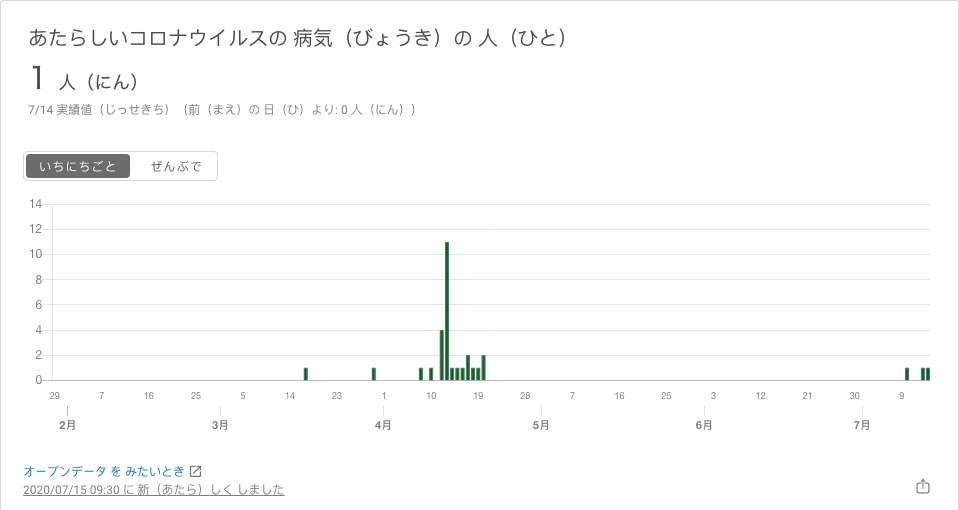 あたらしいコロナウイルスの 病気（びょうき）の 人（ひと）
1 人（にん）
7/14 実績値（じっせきち）（前（まえ）の 日（ひ）より: 0 人（にん））
いちにちごと ぜんぶで
14
12
10
8
6
4
2
0
29 7 16 25 5 14 23 1 10 19 28 7 16 25 3 12 21 30 9
2月 3月 4月 5月 6月 7月
オープンデータ を みたいとき
2020/07/15 09:30 に 新（あたら）しく しました